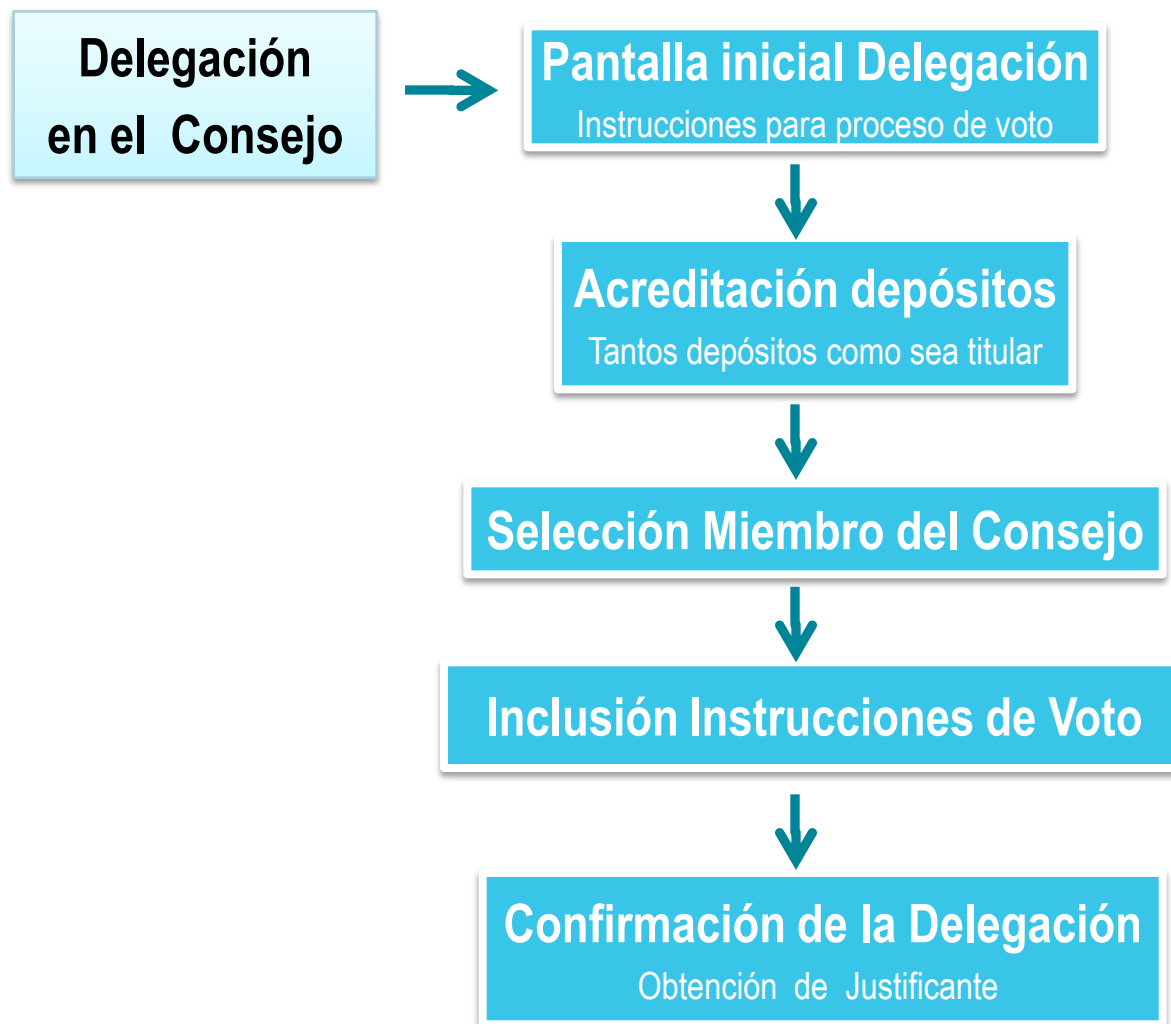 Delegación
en el Consejo
Pantalla inicial Delegación
Instrucciones para proceso de voto
Acreditación depósitos
Tantos depósitos como sea titular
Selección Miembro del Consejo
Inclusión Instrucciones de Voto
Confirmación de la Delegación
Obtención de Justificante